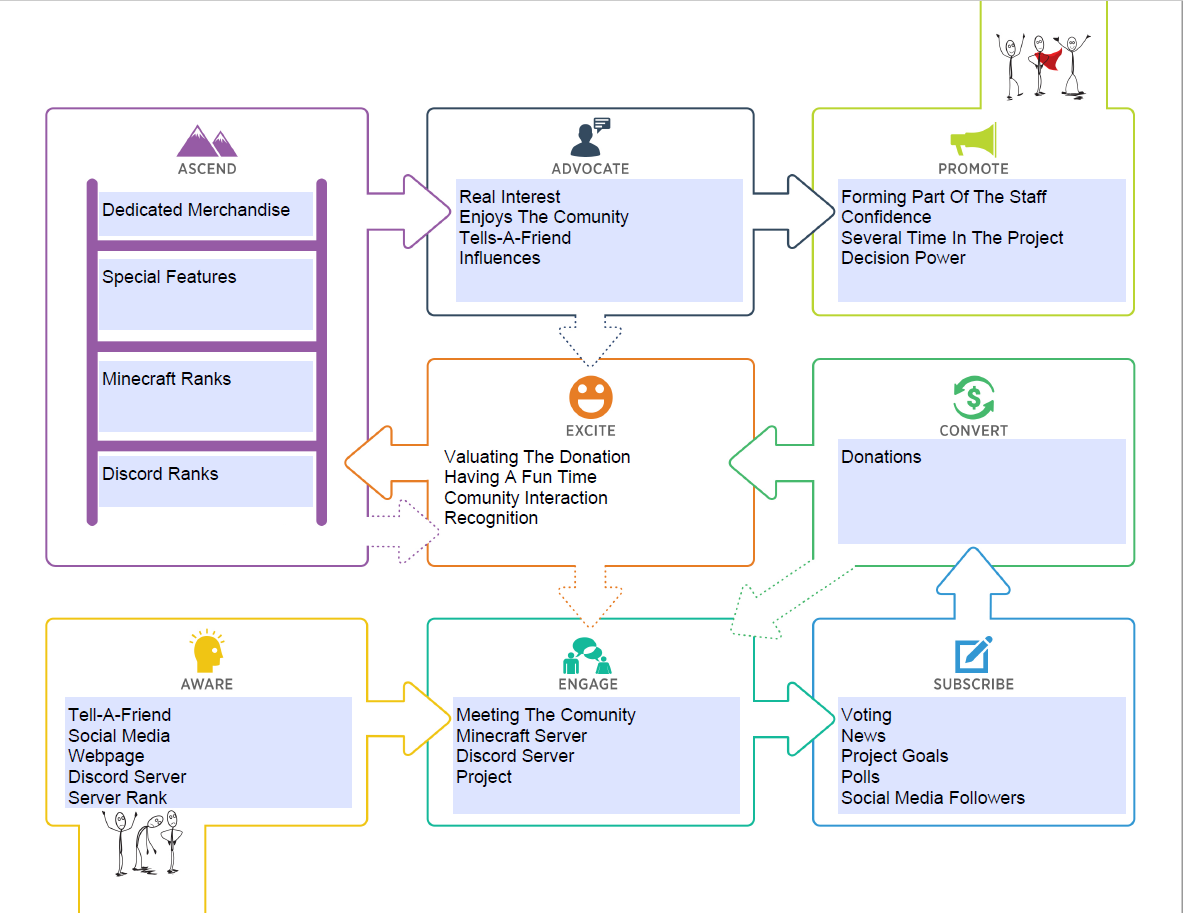 ASCEND
Dedicated Merchandise
Special Features
Minecraft Ranks
Discord Ranks
ADVOCATE
Real Interest
Enjoys The Comunity
Tells-A-Friend
Influences
PROMOTE
Forming Part Of The Staff
Confidence
Several Time In The Project
Decision Power
EXCITE
Valuating The Donation
Having A Fun Time
Comunity Interaction
Recognition
CONVERT
$
Donations
AWARE
Tell-A-Friend
Social Media
Webpage
Discord Server
Server Rank
ENGAGE
Meeting The Comunity
Minecraft Server
Discord Server
Project
SUBSCRIBE
Voting
News
Project Goals
Polls
Social Media Followers